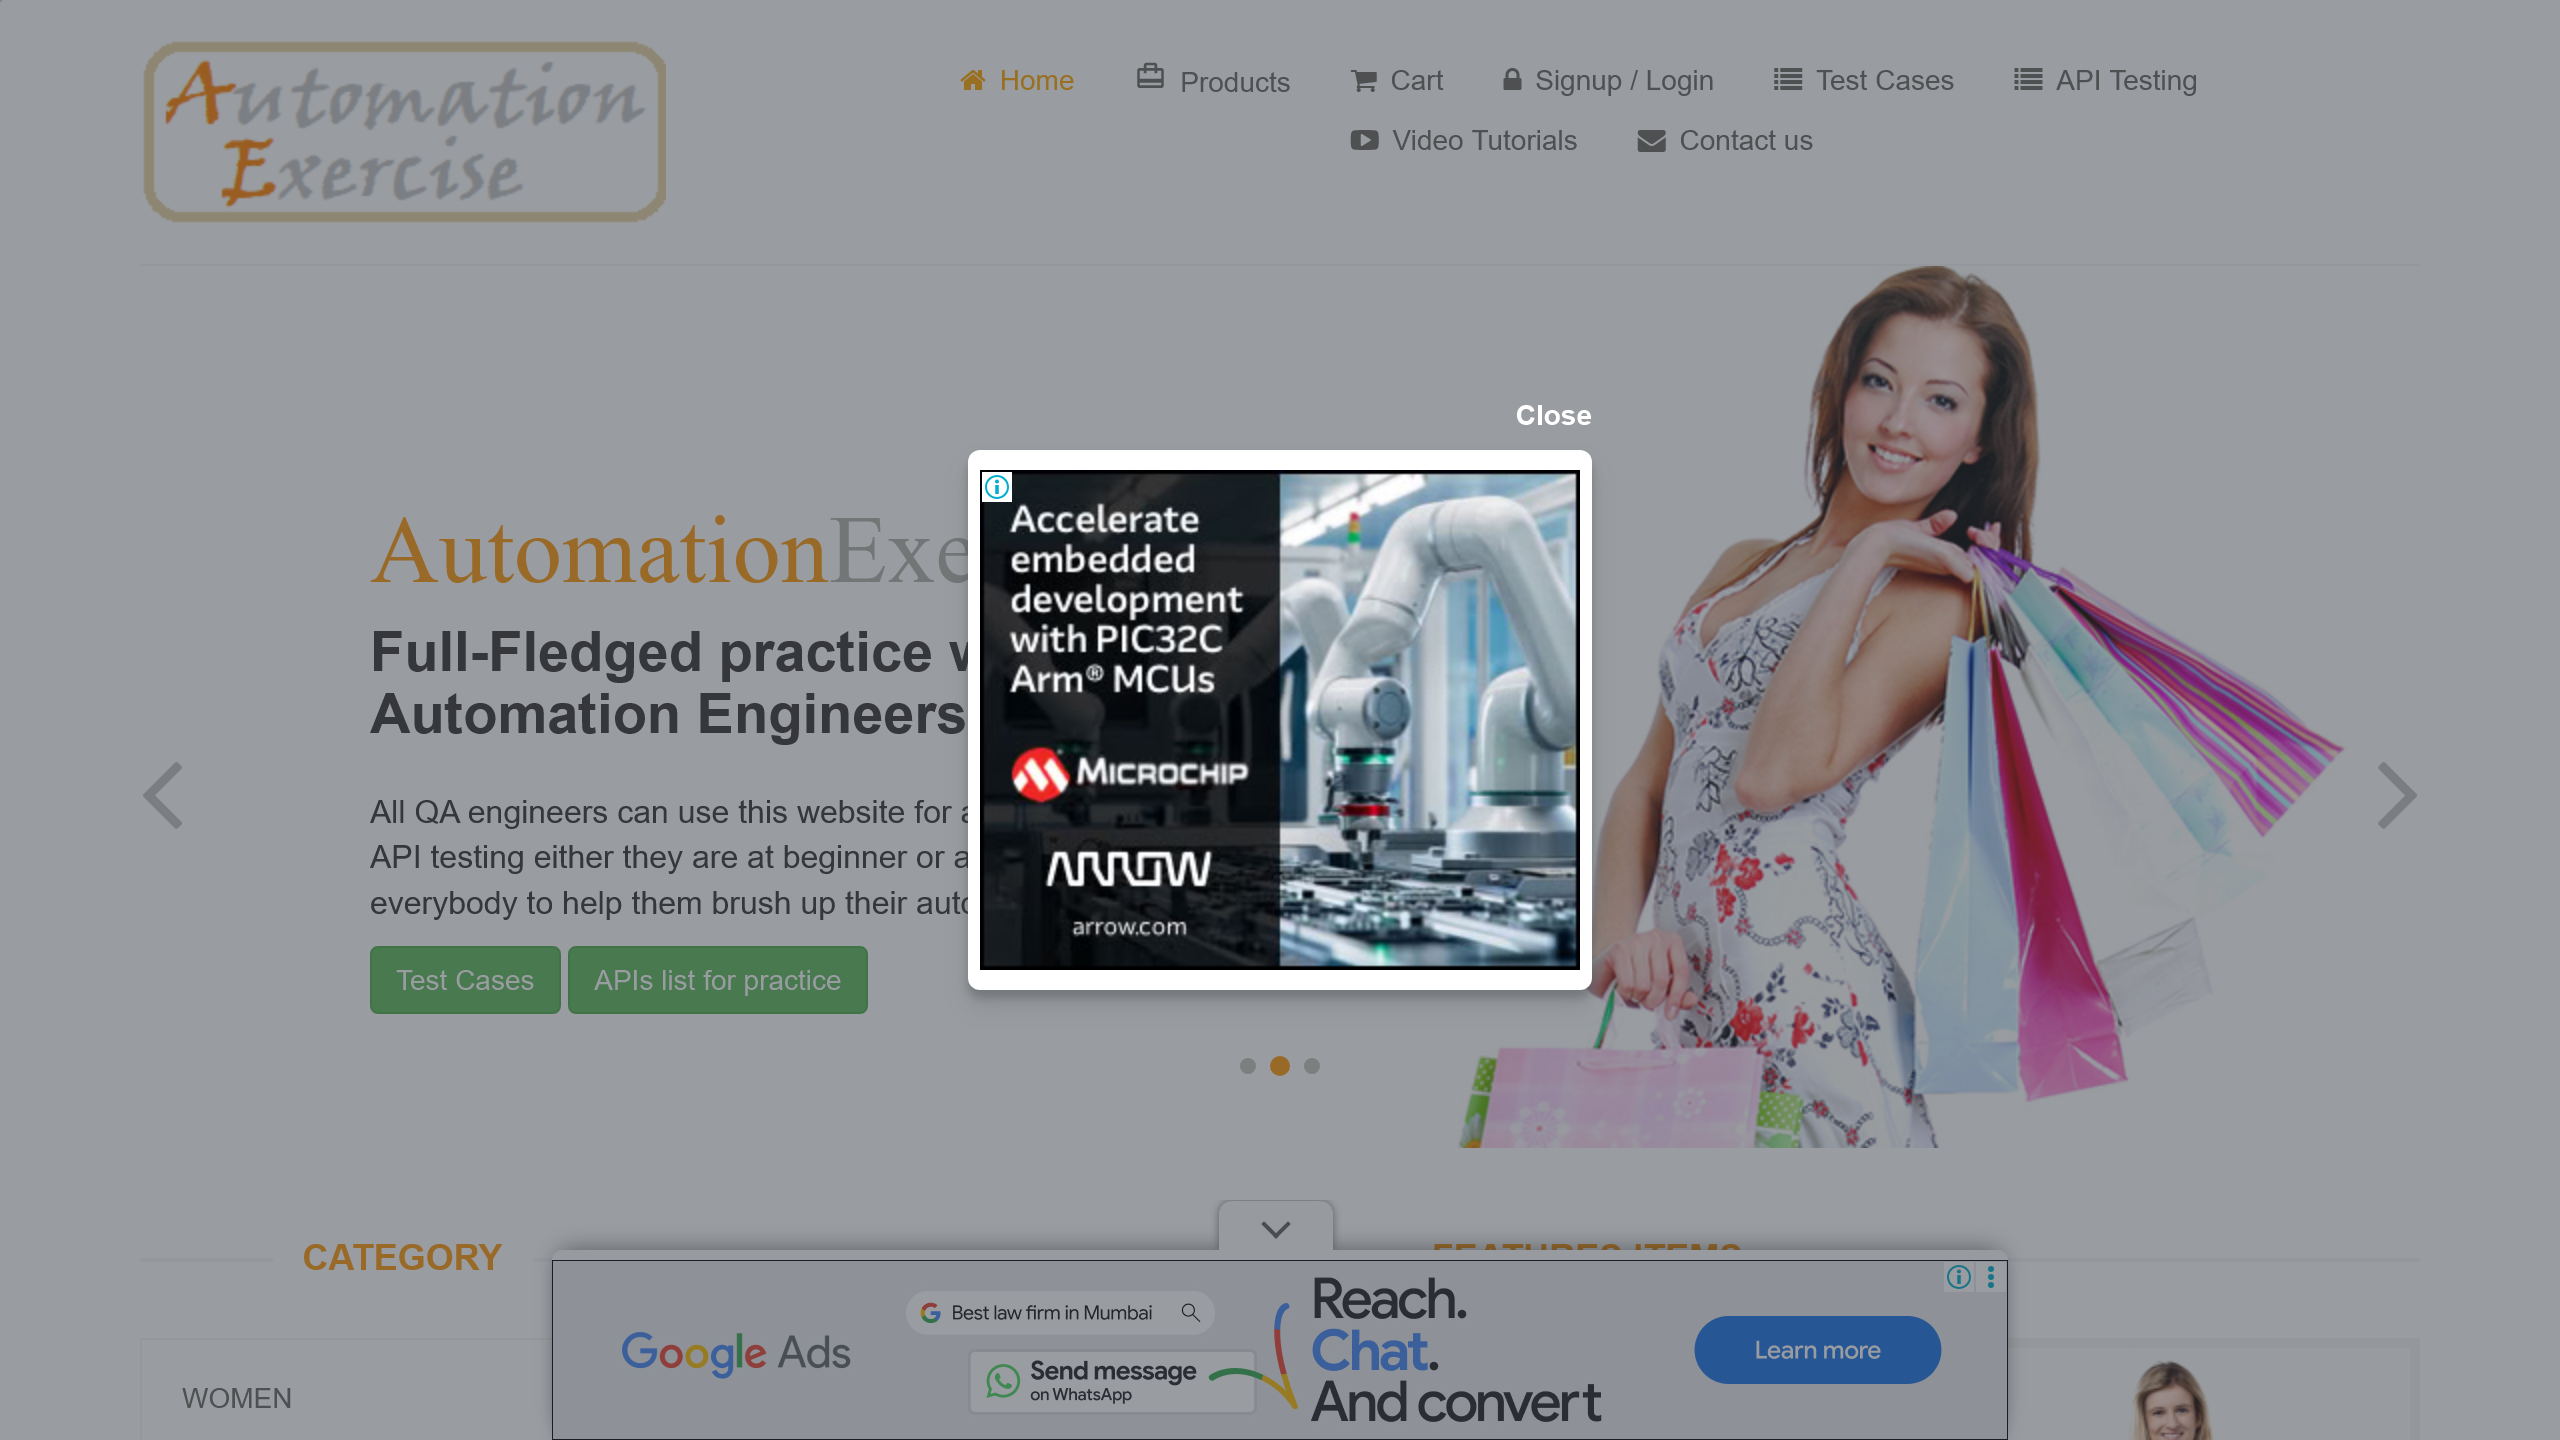 Automation
Exercise
Home
Products
Cart
Signup / Login
Test Cases
API Testing
Video Tutorials
Contact us
Close
AutomationExe
Full-Fledged practice
Automation Engineers
All QA engineers can use this website for
API testing either they are at beginner or
everybody to help them brush up their
Test Cases
APIs list for practice
Accelerate
embedded
development
with PIC32C
Arm® MCUs
MICROCHIP
ARROW
arrow.com
CATEGORY
FEATURES ITEMS
WOMEN
Google Ads
Best law firm in Mumbai
Send message
on WhatsApp
Reach.
Chat.
And convert
Learn more